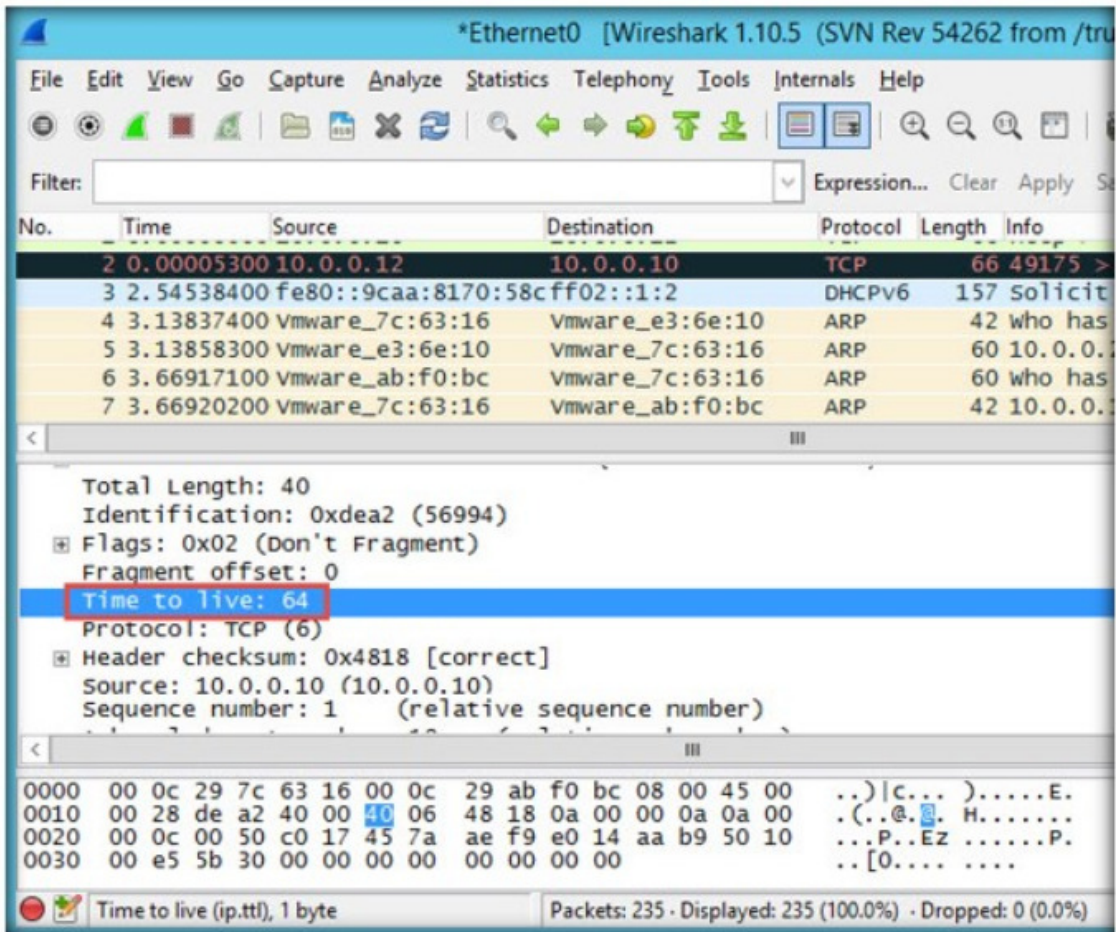 *Ethernet0 [Wireshark 1.10.5 (SVN Rev 54262 from /tru
File Edit View Go Capture Analyze Statistics Telephony Tools Internals Help
Filter: Expression... Clear Apply
No. Time Source Destination Protocol Length Info
2 0.00005300 10.0.0.12 10.0.0.10 TCP 66 49175 >
3 2.54538400 fe80::9caa:8170:58c ff02::1:2 DHCPv6 157 Solicit
4 3.13837400 Vmware_7c:63:16 Vmware_e3:6e:10 ARP 42 who has
5 3.13858300 Vmware_e3:6e:10 Vmware_7c:63:16 ARP 60 10.0.0.
6 3.66917100 Vmware_ab:f0:bc Vmware_7c:63:16 ARP 60 who has
7 3.66920200 Vmware_7c:63:16 Vmware_ab:f0:bc ARP 42 10.0.0.
Total Length: 40
Identification: 0xdea2 (56994)
Flags: 0x02 (Don't Fragment)
Fragment offset: 0
Time to live: 64
Protocol: TCP (6)
Header checksum: 0x4818 [correct]
Source: 10.0.0.10 (10.0.0.10)
Sequence number: 1 (relative sequence number)
0000 00 0c 29 7c 63 16 00 0c 29 ab f0 bc 08 00 45 00 ..)|c... ).....E.
0010 00 28 de a2 40 00 40 06 48 18 0a 00 00 0a 0a 00 .(..@.@. H.......
0020 00 0c 00 50 c0 17 45 7a ae f9 e0 14 aa b9 50 10 ...P..Ez ......P.
0030 00 e5 5b 30 00 00 00 00 00 00 00 00 ..[0.... ....
Time to live (ip.ttl), 1 byte Packets: 235 · Displayed: 235 (100.0%) · Dropped: 0 (0.0%)